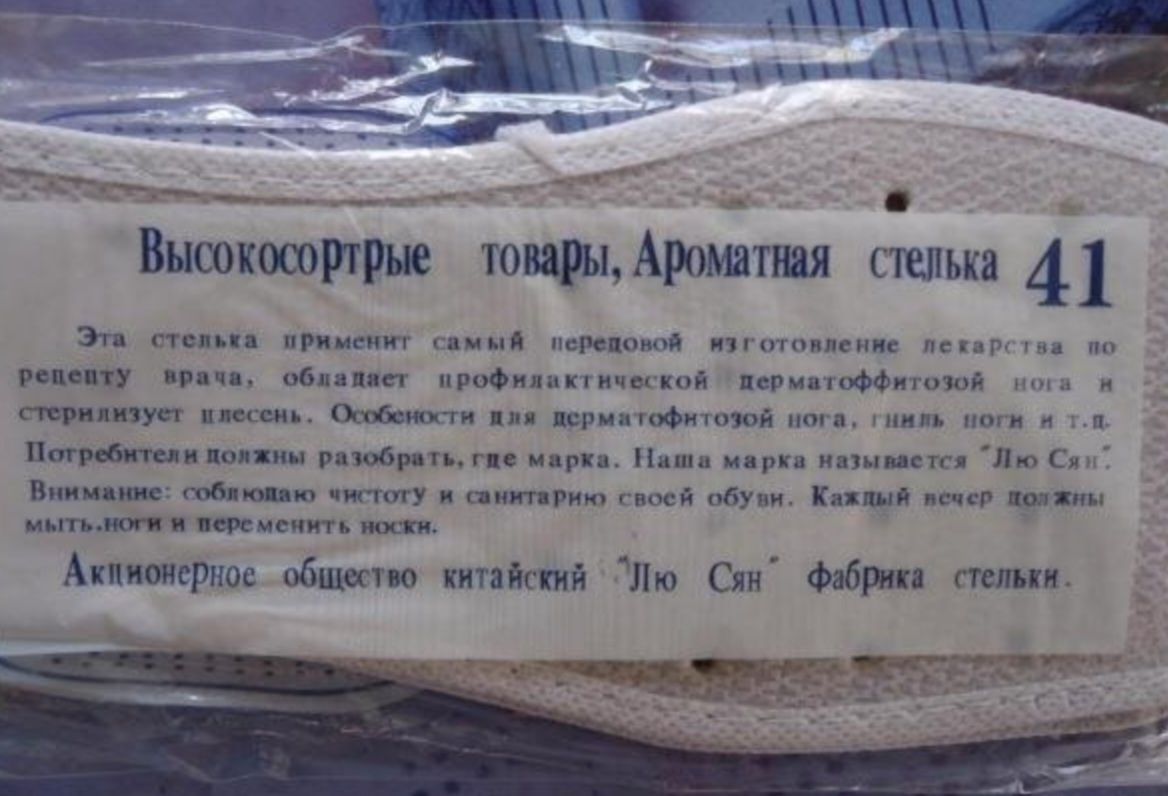 Высокосортрые товары, Ароматная стелька 41
Эта стелька применит самый передовой изготовление лекарства по
рецепту врача, обладает профилактической дерматоффитозой нога и
стерилизует плесень. Особености для дерматофитозой нога, гниль ноги и т.д.
Потребители должны разобрать, где марка. Наша марка называется "Лю Сян".
Внимание: соблюдаю чистоту и санитарию своей обуви. Каждый вечер должны
мыть.ноги и переменить носки.
Акционерное общество китайский "Лю Сян" фабрика стельки.